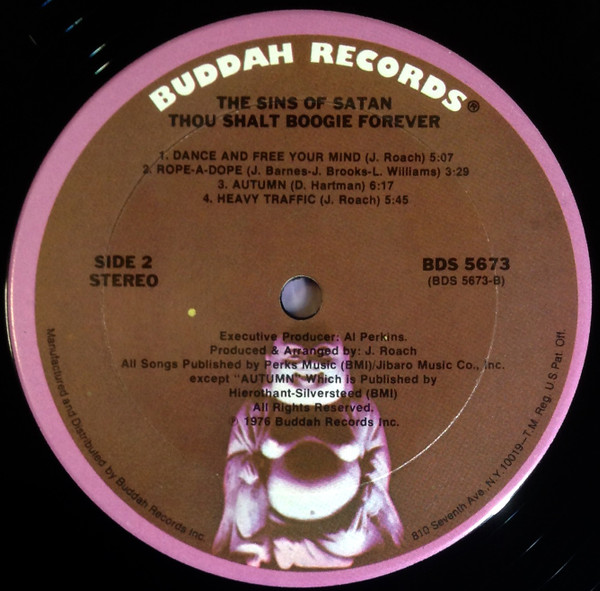 BUDDAH RECORDS®
THE SINS OF SATAN
THOU SHALT BOOGIE FOREVER
1. DANCE AND FREE YOUR MIND (J. Roach) 5:07
2. ROPE-A-DOPE (J. Barnes-J. Brooks-L. Williams) 3:29
3. AUTUMN (D. Hartman) 6:17
4. HEAVY TRAFFIC (J. Roach) 5:45
SIDE 2
STEREO
BDS 5673
(BDS 5673-B)
Executive Producer: Al Perkins.
Produced & Arranged by: J. Roach
All Songs Published by Perks Music (BMI)/Jibaro Music Co., Inc.
except "AUTUMN" Which is Published by
Hierothant-Silversteed (BMI)
All Rights Reserved.
℗ 1976 Buddah Records Inc.
Manufactured and Distributed by Buddah Records Inc.
810 Seventh Ave., N.Y. 10019—T.M. Reg. U.S. Pat. Off.